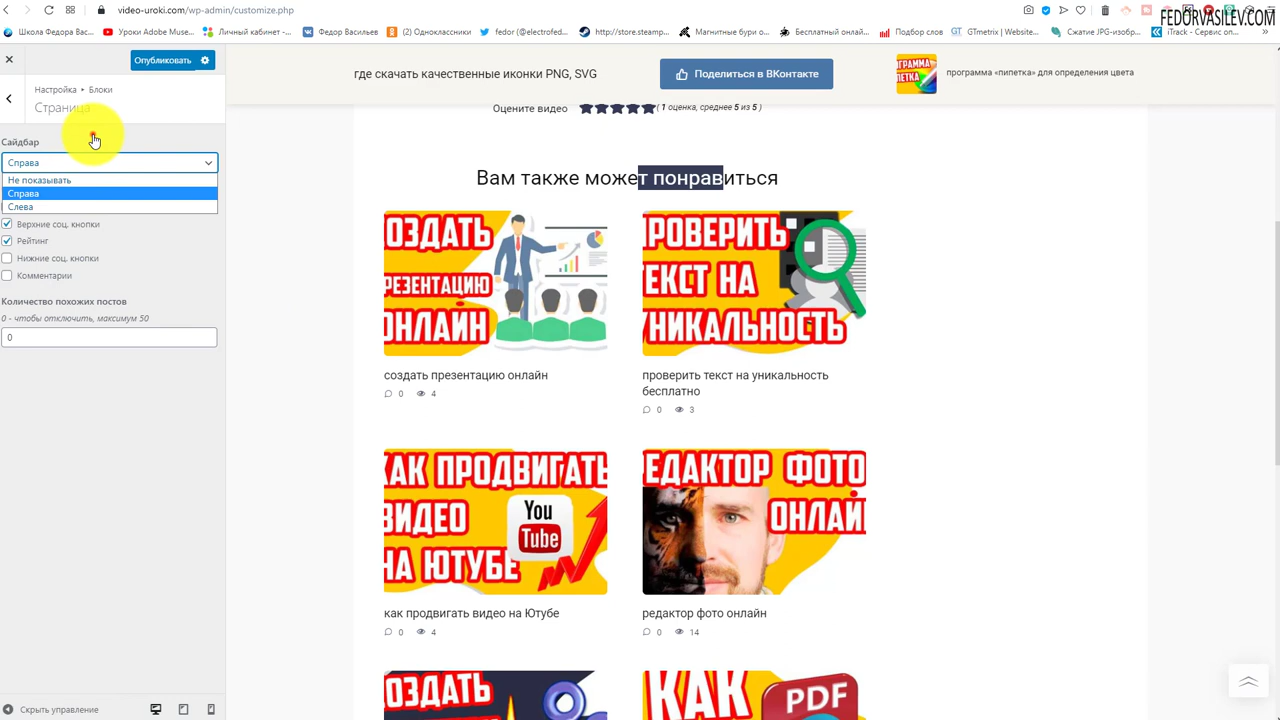 video-uroki.com/wp-admin/customize.php
FEDORVASILEV.COM
Школа Федора Вас...
Уроки Adobe Muse...
Личный кабинет -...
Федор Васильев
(2) Одноклассники
fedor (@electrofed...
http://store.steamp...
Магнитные бури о...
Бесплатный онлай...
Подбор слов
GTmetrix | Website...
Сжатие JPG-изобр...
iTrack - Сервис оп...
Опубликовать
где скачать качественные иконки PNG, SVG
Поделиться в ВКонтакте
программа «пипетка» для определения цвета
Настройка ▸ Блоки
Страница
Оцените видео
( 1 оценка, среднее 5 из 5 )
Сайдбар
Справа
Не показывать
Справа
Слева
Верхние соц. кнопки
Рейтинг
Нижние соц. кнопки
Комментарии
Количество похожих постов
0 - чтобы отключить, максимум 50
0
Вам также может понравиться
ОЗДАТЬ
РЕЗЕНТАЦИЮ
ОНЛАЙН
РОВЕРИТЬ
ТЕКСТ НА
УНИКАЛЬНОСТЬ
создать презентацию онлайн
0 4
проверить текст на уникальность
бесплатно
0 3
КАК ПРОДВИГАТЬ
ВИДЕО
НА ЮТУБЕ
You
Tube
РЕДАКТОР ФОТО
ОНЛАЙ
как продвигать видео на Ютубе
0 4
редактор фото онлайн
0 14
ОЗДАТЬ
КАК
PDF
Скрыть управление